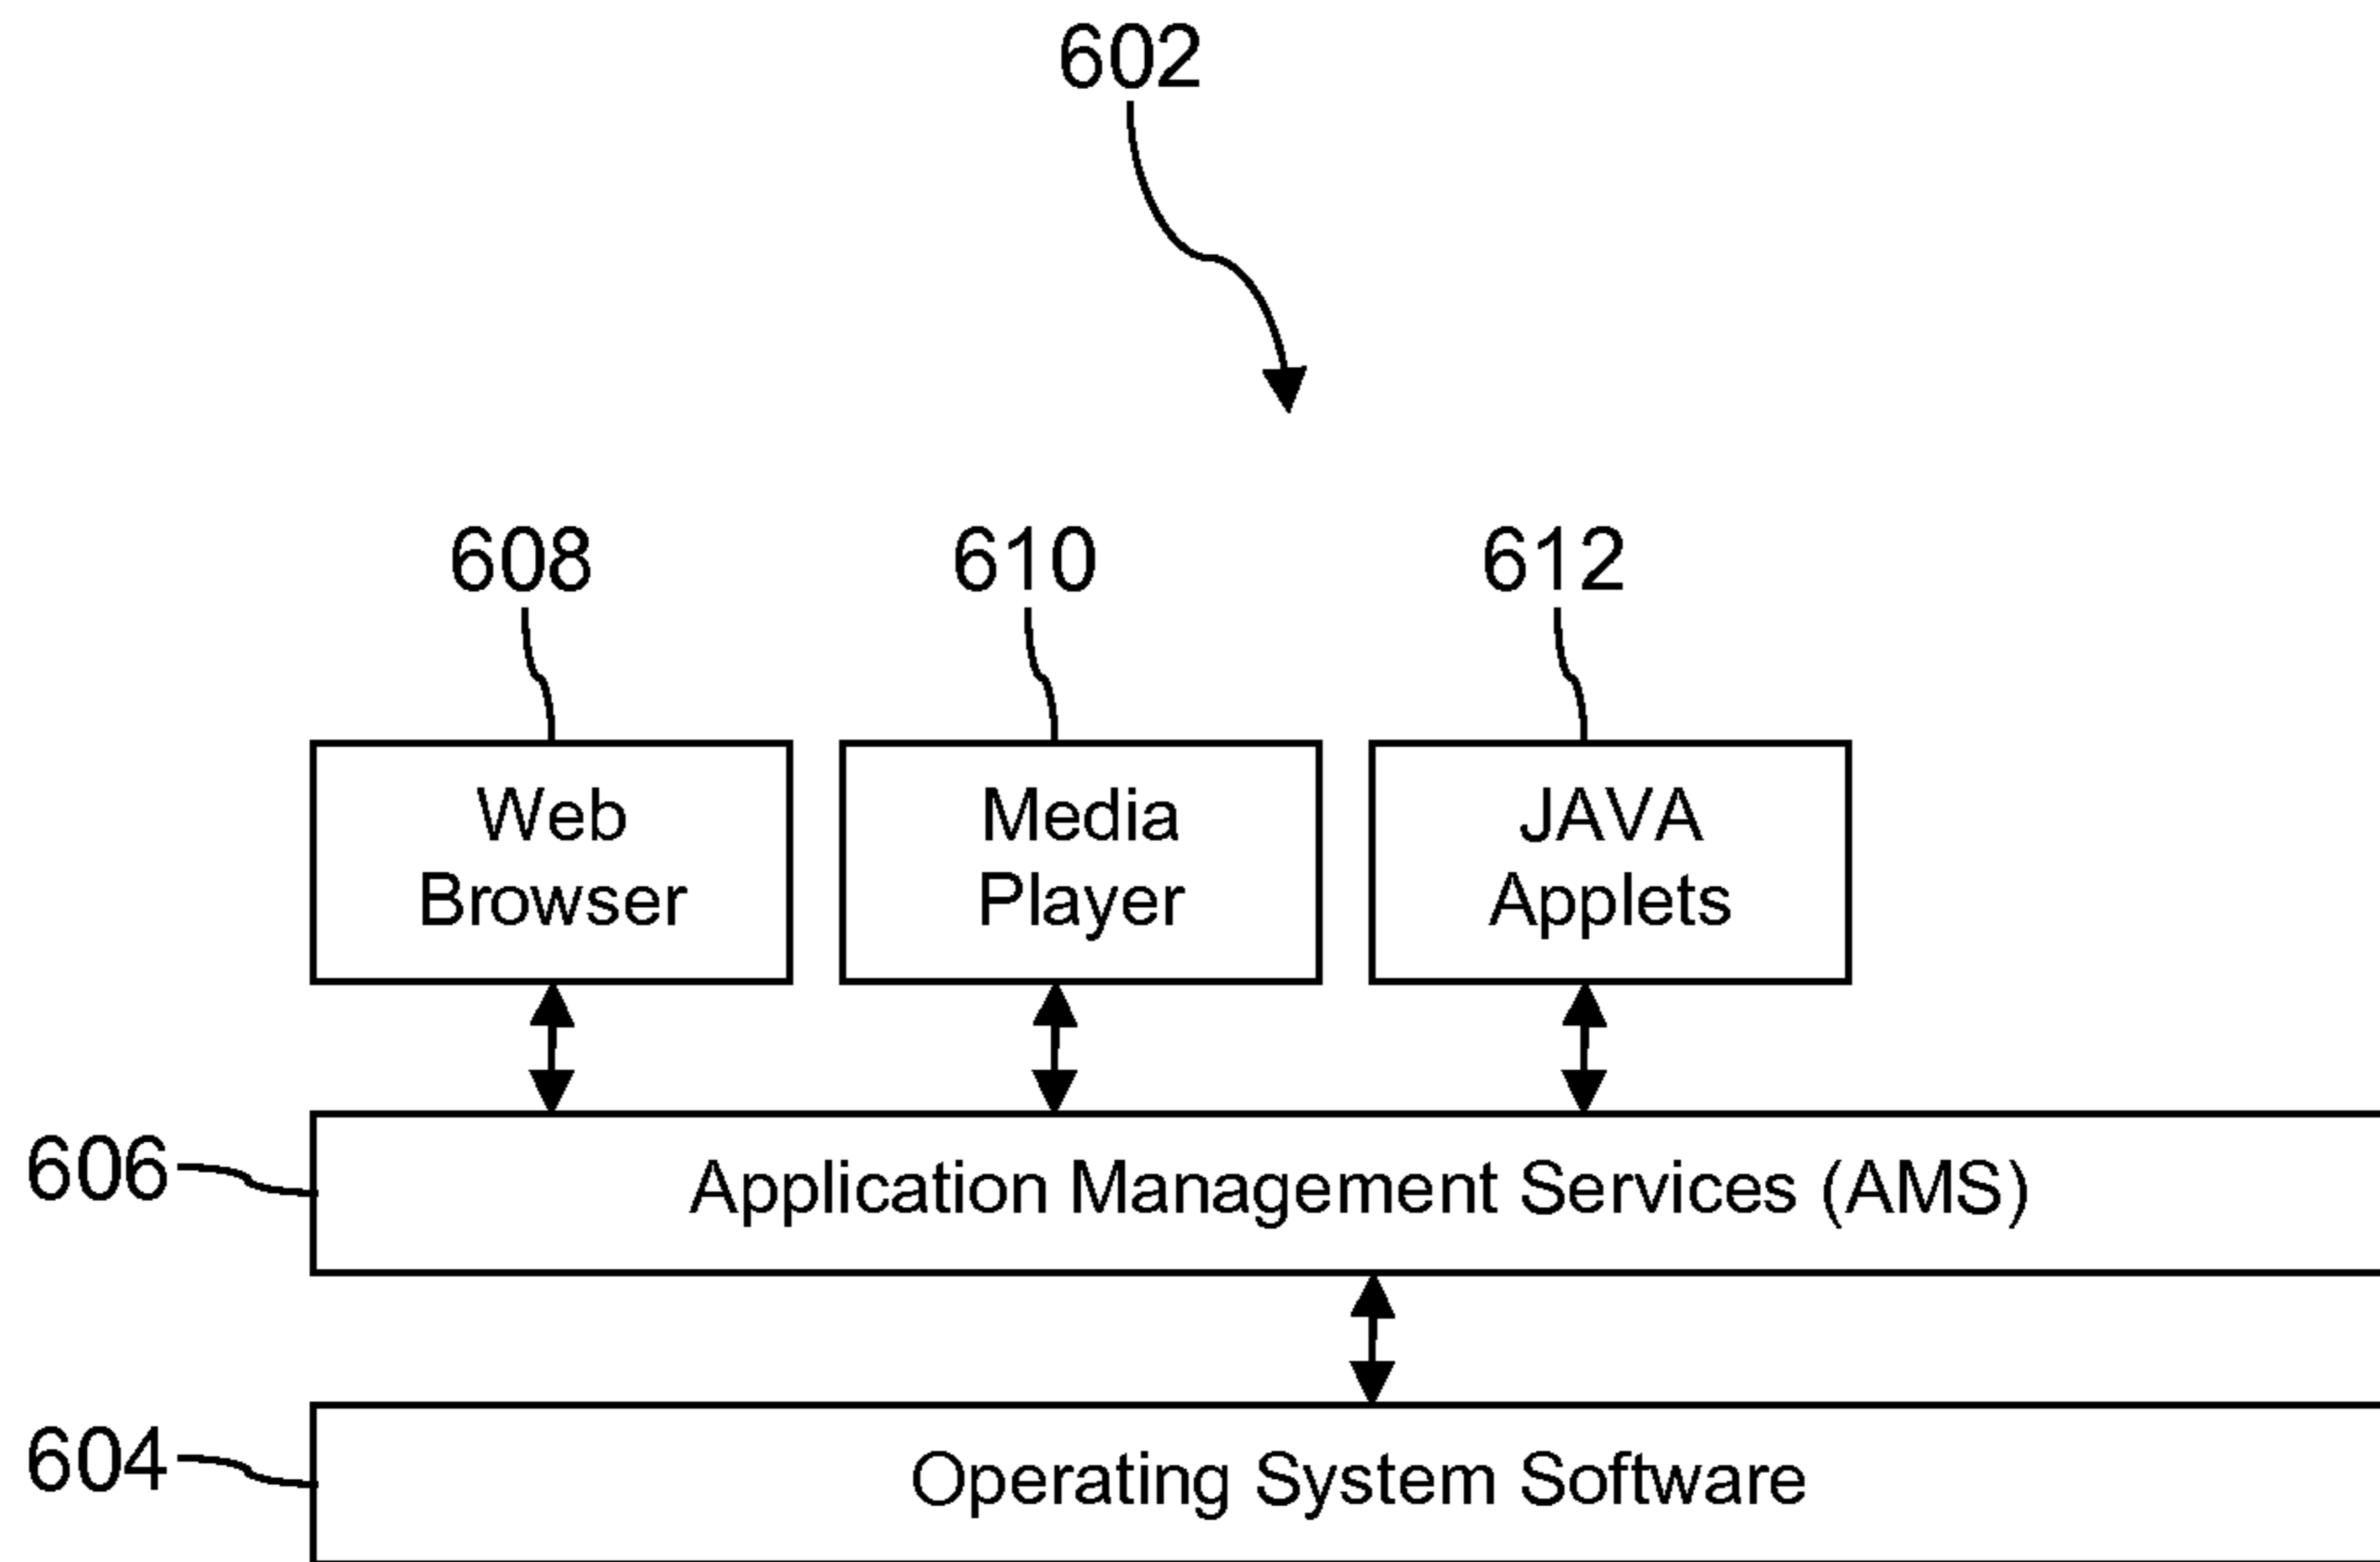 602
608
610
612
Web
Browser
Media
Player
JAVA
Applets
606
Application Management Services (AMS)
604
Operating System Software